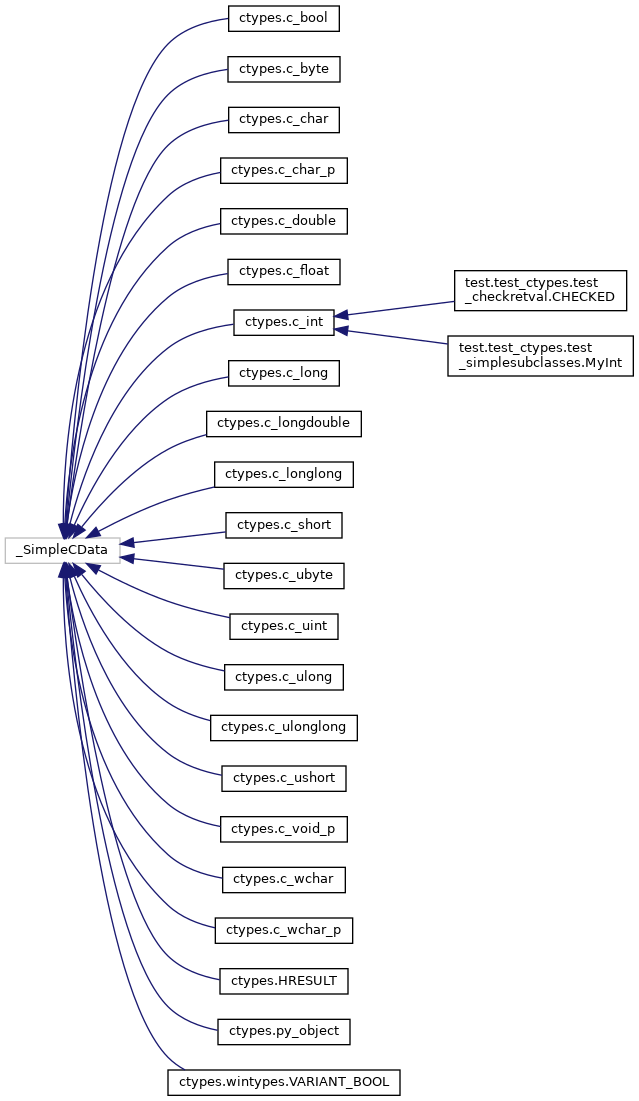 ctypes.c_bool
ctypes.c_byte
ctypes.c_char
ctypes.c_char_p
ctypes.c_double
ctypes.c_float
ctypes.c_int
test.test_ctypes.test
_checkretval.CHECKED
test.test_ctypes.test
_simplesubclasses.MyInt
ctypes.c_long
ctypes.c_longdouble
ctypes.c_longlong
ctypes.c_short
_SimpleCData
ctypes.c_ubyte
ctypes.c_uint
ctypes.c_ulong
ctypes.c_ulonglong
ctypes.c_ushort
ctypes.c_void_p
ctypes.c_wchar
ctypes.c_wchar_p
ctypes.HRESULT
ctypes.py_object
ctypes.wintypes.VARIANT_BOOL